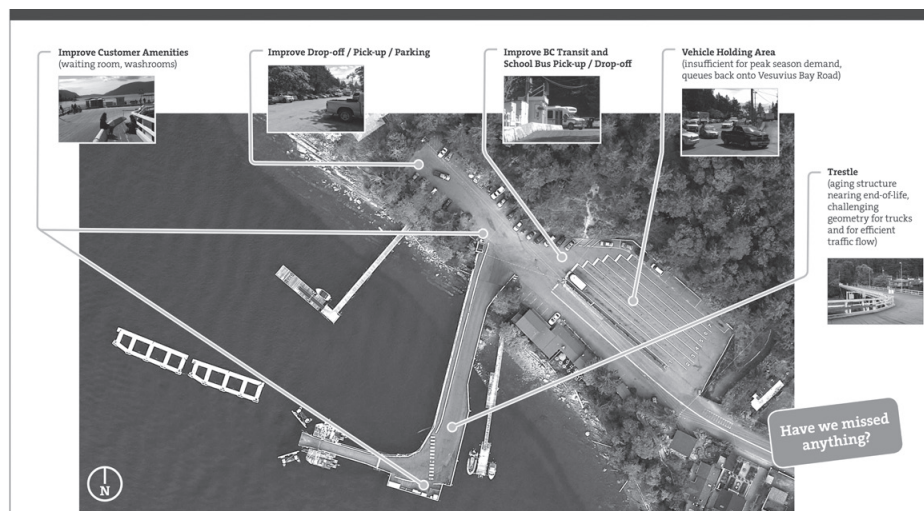 Improve Customer Amenities
(waiting room, washrooms)
Improve Drop-off / Pick-up / Parking
Improve BC Transit and
School Bus Pick-up / Drop-off
Vehicle Holding Area
(insufficient for peak season demand,
queues back onto Vesuvius Bay Road)
Trestle
(aging structure
nearing end-of-life,
challenging
geometry for trucks
and for efficient
traffic flow)
Have we missed
anything?
N